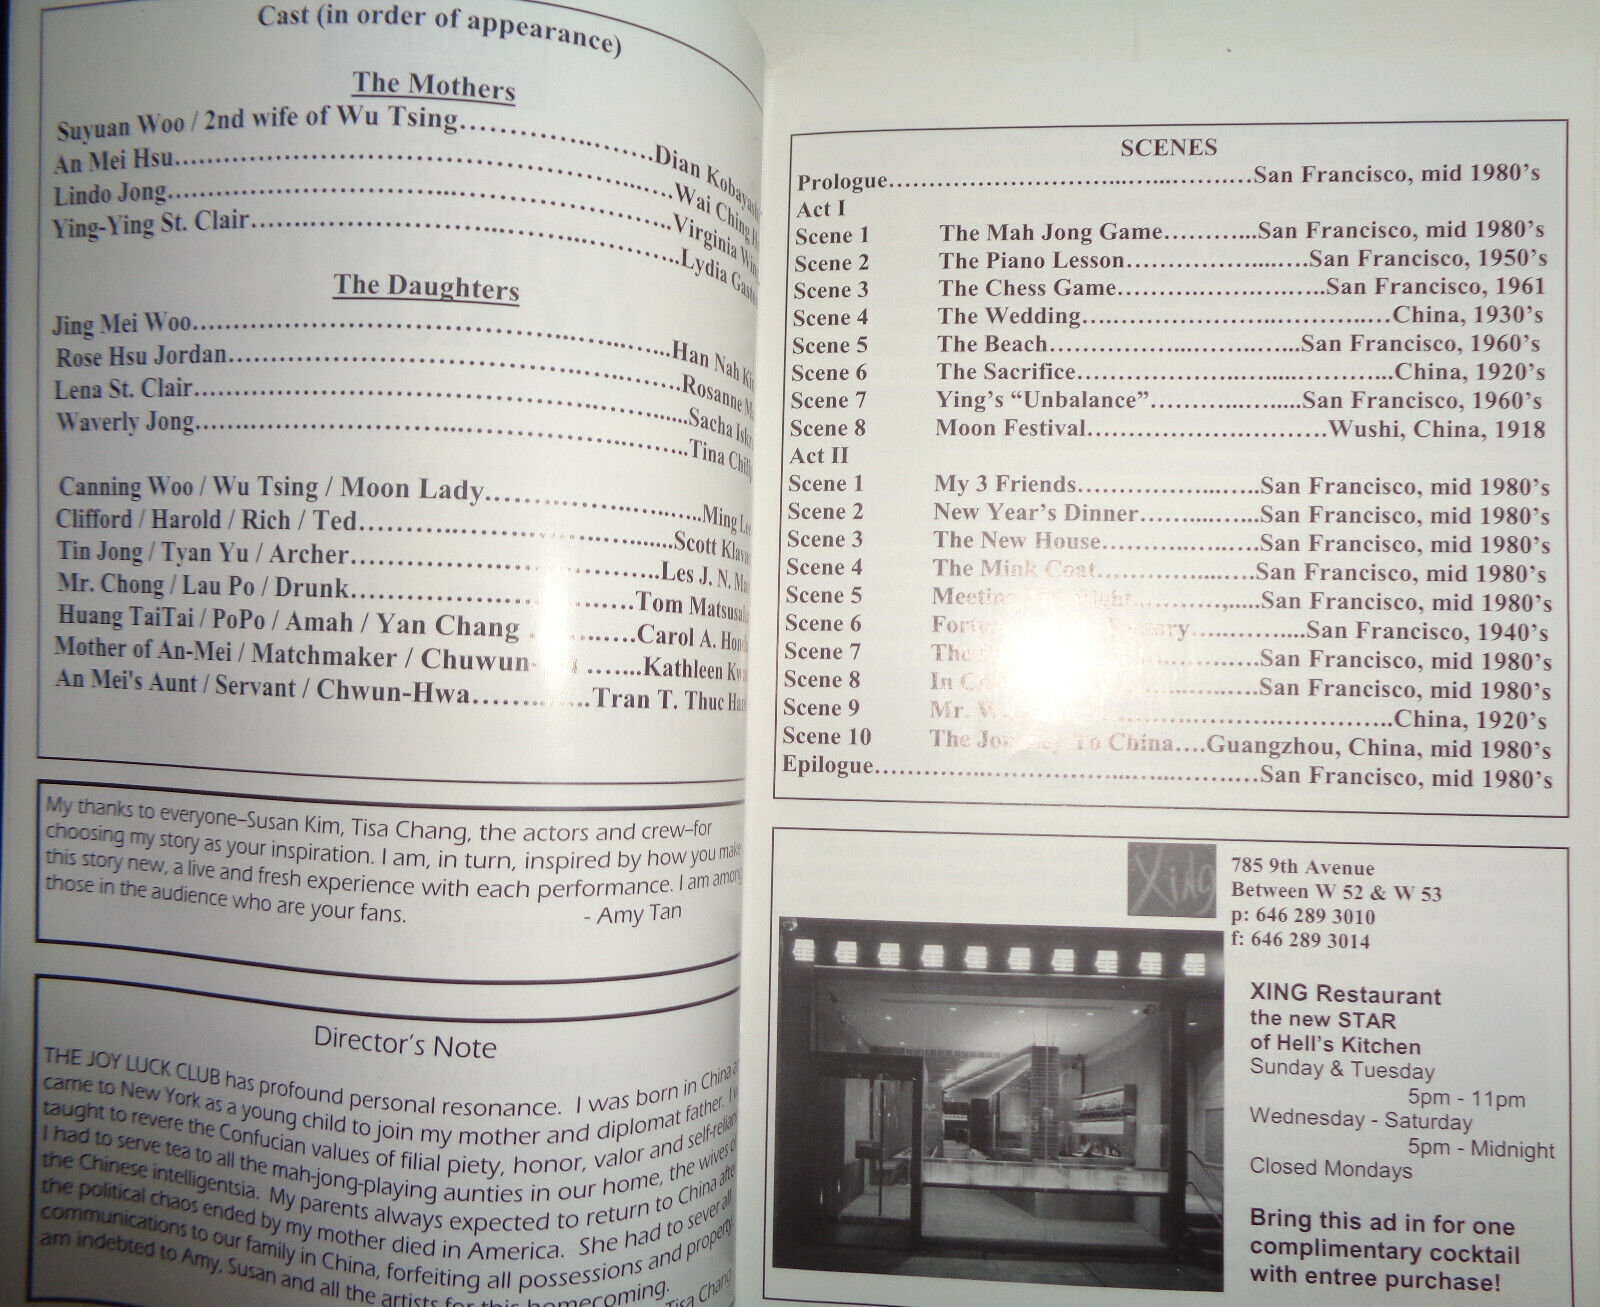 Cast (in order of appearance)
The Mothers
Suyuan Woo / 2nd wife of Wu Tsing……………………Dian
An Mei Hsu……………………………………………Wai Ching
Lindo Jong……………………………………………Virginia
Ying-Ying St. Clair……………………………………Lydia
The Daughters
Jing Mei Woo……………………………………………Han Nah
Rose Hsu Jordan………………………………………Rosanne
Lena St. Clair…………………………………………Sacha
Waverly Jong……………………………………………Tina
Canning Woo / Wu Tsing / Moon Lady……………………Ming
Clifford / Harold / Rich / Ted……………………………Scott
Tin Jong / Tyan Yu / Archer………………………………Les J. N.
Mr. Chong / Lau Po / Drunk………………………………Tom
Huang TaiTai / PoPo / Amah / Yan Chang …………Carol A.
Mother of An-Mei / Matchmaker / …….Kathleen
An Mei's Aunt / Servant / Chwun-Hwa……………Tran T. Thuc
My thanks to everyone–Susan Kim, Tisa Chang, the actors and crew–for
choosing my story as your inspiration. I am, in turn, inspired by how you make
this story new, a live and fresh experience with each performance. I am among
those in the audience who are your fans. - Amy Tan
Director's Note
THE JOY LUCK CLUB has profound personal resonance. I was born in China
came to New York as a young child to join my mother and diplomat father. I
taught to revere the Confucian values of filial piety, honor, valor and
I had to serve tea to all the mah-jong-playing aunties in our home, the wives of
the Chinese intelligentsia. My parents always expected to return to China after
the political chaos ended by my mother died in America. She had to sever all
communications to our family in China, forfeiting all possessions and property.
am indebted to Amy, Susan and all the artists for this homecoming.
Tisa Chang
SCENES
Prologue……………………………………San Francisco, mid 1980's
Act I
Scene 1 The Mah Jong Game…………San Francisco, mid 1980's
Scene 2 The Piano Lesson……………………San Francisco, 1950's
Scene 3 The Chess Game………………………San Francisco, 1961
Scene 4 The Wedding………………………………China, 1930's
Scene 5 The Beach……………………………San Francisco, 1960's
Scene 6 The Sacrifice………………………………China, 1920's
Scene 7 Ying's “Unbalance”…………………San Francisco, 1960's
Scene 8 Moon Festival…………………………Wushi, China, 1918
Act II
Scene 1 My 3 Friends……………………San Francisco, mid 1980's
Scene 2 New Year's Dinner……………San Francisco, mid 1980's
Scene 3 The New House…………………San Francisco, mid 1980's
Scene 4 The Mink Coat…………………San Francisco, mid 1980's
Scene 5 Meeting …………San Francisco, mid 1980's
Scene 6 …………San Francisco, 1940's
Scene 7 The …………San Francisco, mid 1980's
Scene 8 In …………San Francisco, mid 1980's
Scene 9 Mr. ………………………………China, 1920's
Scene 10 The Journey To China….Guangzhou, China, mid 1980's
Epilogue……………………………………San Francisco, mid 1980's
Xing
785 9th Avenue
Between W 52 & W 53
p: 646 289 3010
f: 646 289 3014
XING Restaurant
the new STAR
of Hell's Kitchen
Sunday & Tuesday
5pm - 11pm
Wednesday - Saturday
5pm - Midnight
Closed Mondays
Bring this ad in for one
complimentary cocktail
with entree purchase!